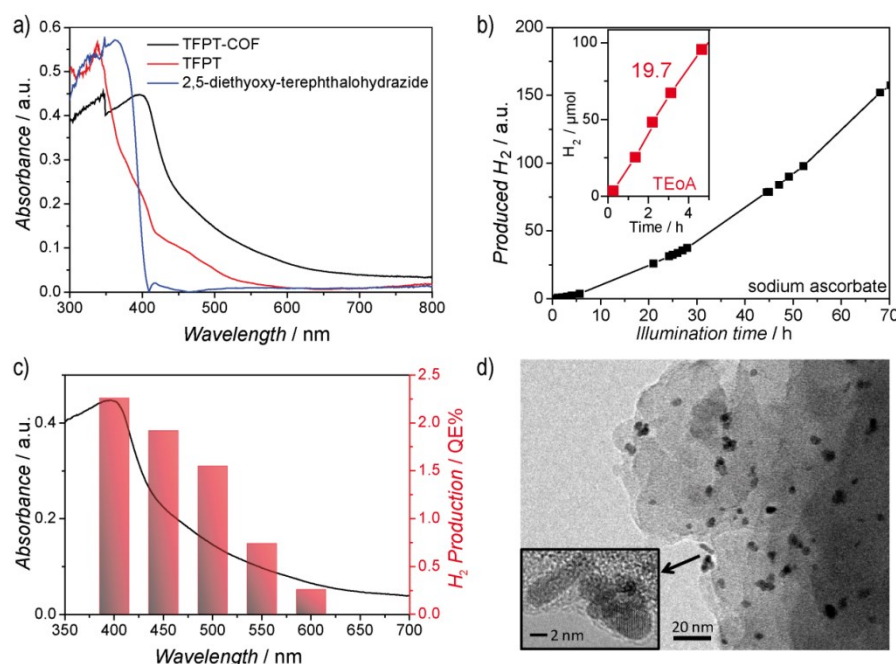 a)
0.6
0.5
0.4
0.3
0.2
0.1
0.0
Absorbance / a.u.
TFPT-COF
TFPT
2,5-diethyoxy-terephthalohydrazide
300 400 500 600 700 800
Wavelength / nm
b)
250
200
150
100
50
0
Produced H2 / a.u.
100
50
0
H2 / μmol
19.7
TEoA
0 2 4
Time / h
sodium ascorbate
0 10 20 30 40 50 60 70
Illumination time / h
c)
0.4
0.2
0.0
Absorbance / a.u.
2.5
2.0
1.5
1.0
0.5
0.0
H2 Production / QE%
350 400 450 500 550 600 650 700
Wavelength / nm
d)
2 nm
20 nm